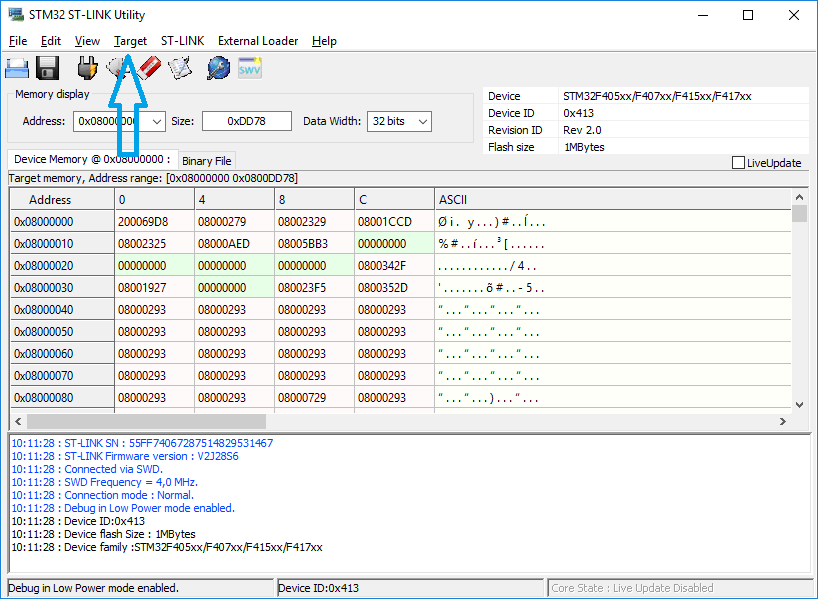 STM32 ST-LINK Utility
File Edit View Target ST-LINK External Loader Help
SWV
Memory display
Address: 0x08000000 Size: 0xDD78 Data Width: 32 bits
Device STM32F405xx/F407xx/F415xx/F417xx
Device ID 0x413
Revision ID Rev 2.0
Flash size 1MBytes
LiveUpdate
Device Memory @ 0x08000000 : Binary File
Target memory, Address range: [0x08000000 0x0800DD78]
Address 0 4 8 C ASCII
0x08000000 200069D8 08000279 08002329 08001CCD Øi. y...)#..Í...
0x08000010 08002325 08000AED 08005BB3 00000000 %#..í...³[......
0x08000020 00000000 00000000 00000000 0800342F ............/4..
0x08000030 08001927 00000000 080023F5 0800352D '.......õ#..-5..
0x08000040 08000293 08000293 08000293 08000293 “...“...“...“...
0x08000050 08000293 08000293 08000293 08000293 “...“...“...“...
0x08000060 08000293 08000293 08000293 08000293 “...“...“...“...
0x08000070 08000293 08000293 08000293 08000293 “...“...“...“...
0x08000080 08000293 08000293 08000729 08000293 “...“...)...“...
10:11:28 : ST-LINK SN : 55FF74067287514829531467
10:11:28 : ST-LINK Firmware version : V2J28S6
10:11:28 : Connected via SWD.
10:11:28 : SWD Frequency = 4,0 MHz.
10:11:28 : Connection mode : Normal.
10:11:28 : Debug in Low Power mode enabled.
10:11:28 : Device ID:0x413
10:11:28 : Device flash Size : 1MBytes
10:11:28 : Device family :STM32F405xx/F407xx/F415xx/F417xx
Debug in Low Power mode enabled. Device ID:0x413 Core State : Live Update Disabled